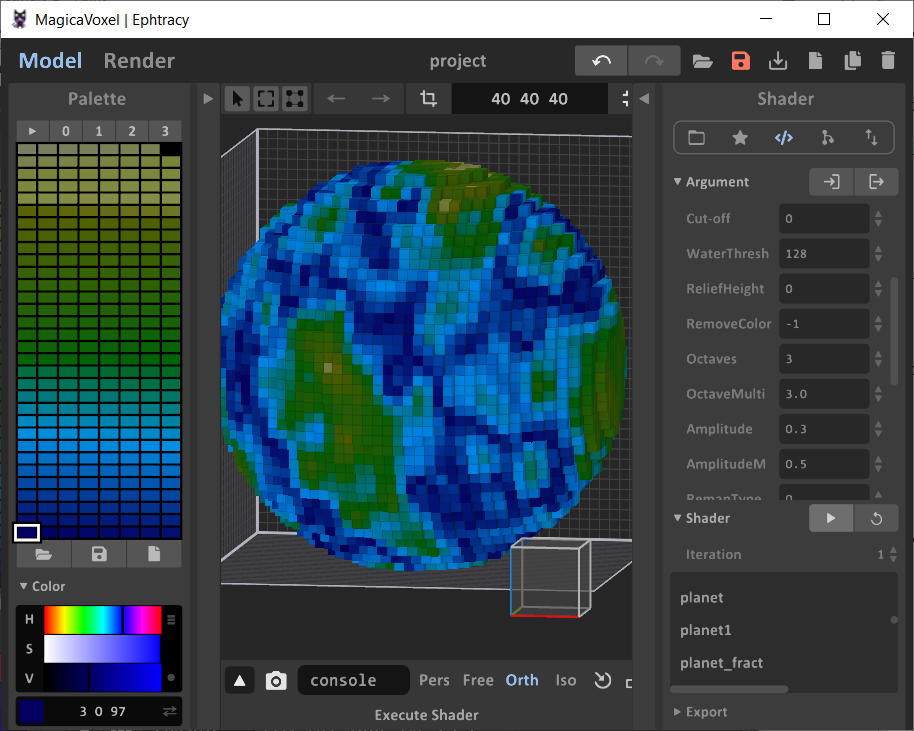 MagicaVoxel | Ephtracy
Model Render project
Palette
0 1 2 3
40 40 40
Shader
Argument
Cut-off 0
WaterThresh 128
ReliefHeight 0
RemoveColor -1
Octaves 3
OctaveMulti 3.0
Amplitude 0.3
AmplitudeM 0.5
RemapType 0
Shader
Iteration 1
planet
planet1
planet_fract
Export
Color
H
S
V
3 0 97
console Pers Free Orth Iso
Execute Shader